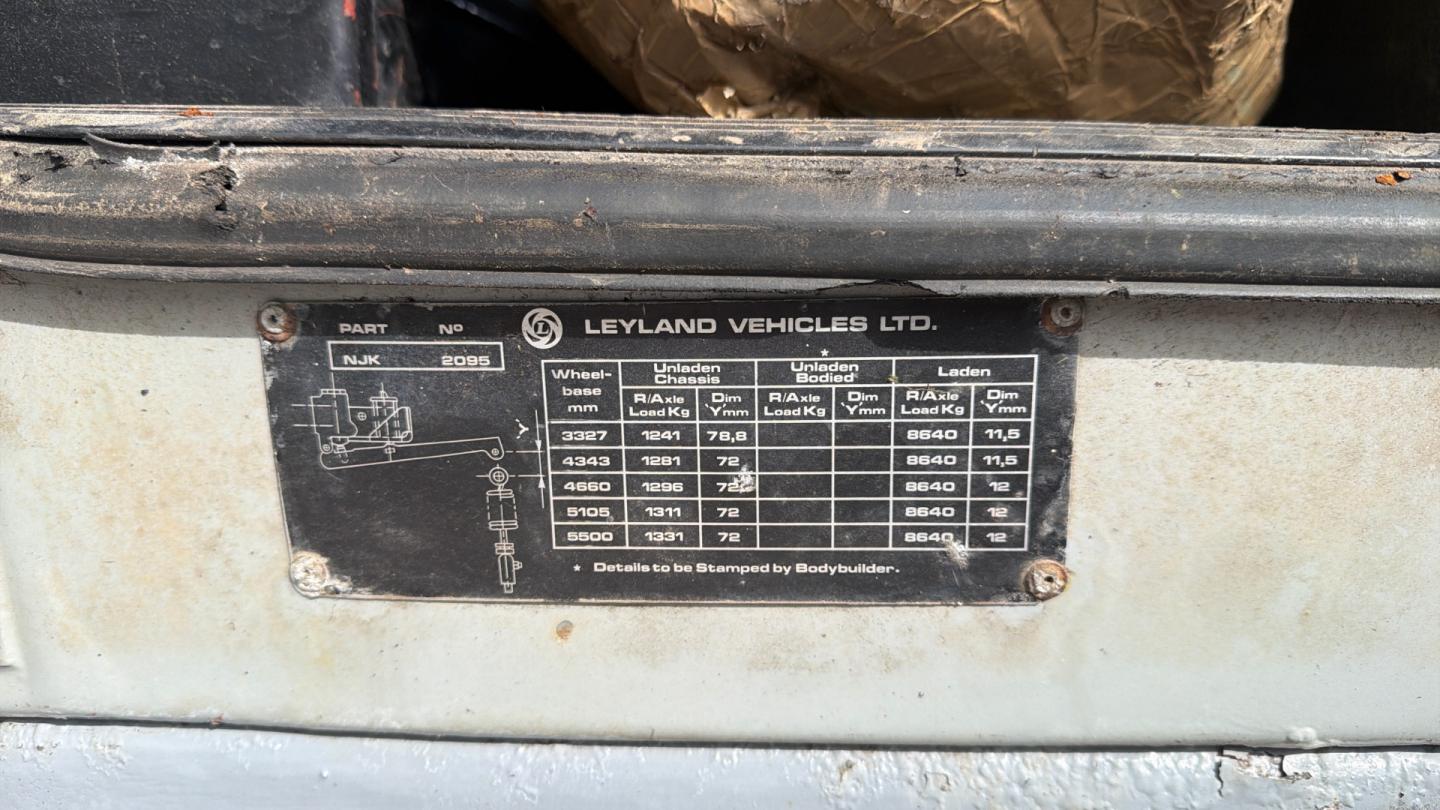 PART Nº
NJK 2095
L LEYLAND VEHICLES LTD.
Wheel-base mm Unladen Chassis Unladen Bodied* Laden
R/Axle Load Kg Dim 'Y'mm R/Axle Load Kg Dim 'Y'mm R/Axle Load Kg Dim 'Y'mm
3327 1241 78,8 8640 11,5
4343 1281 72 8640 11,5
4660 1296 72 8640 12
5105 1311 72 8640 12
5500 1331 72 8640 12
'Y'
* Details to be Stamped by Bodybuilder.